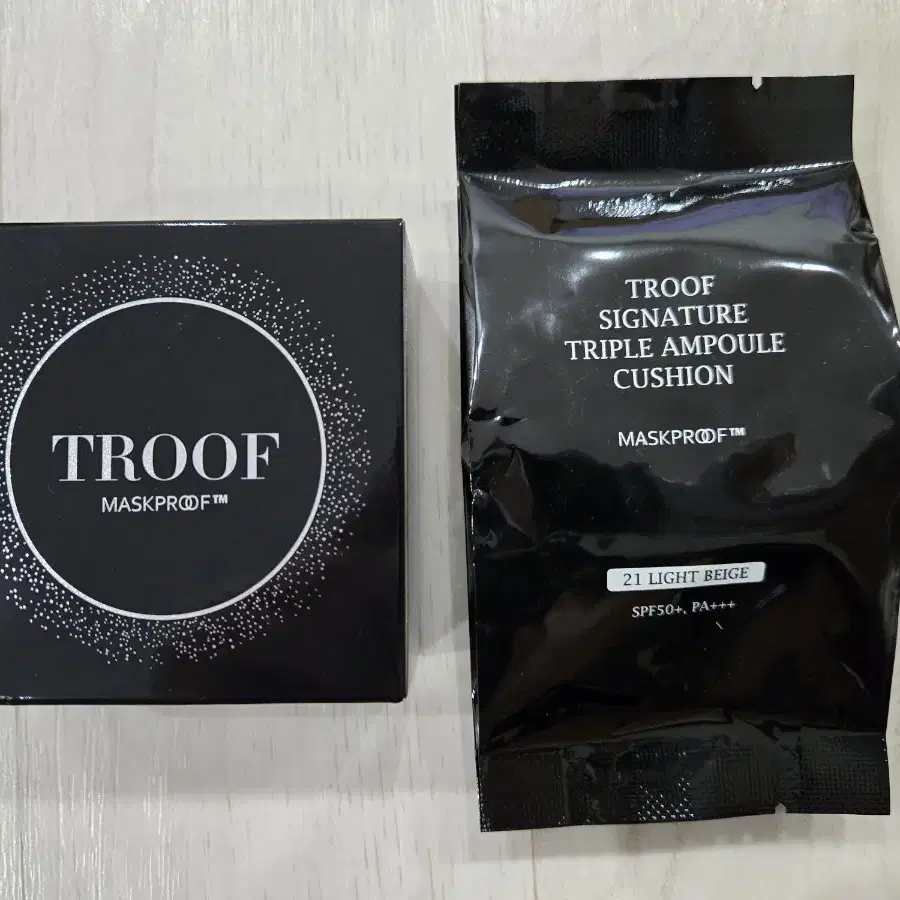 TROOF
MASKPROOF™
TROOF
SIGNATURE
TRIPLE AMPOULE
CUSHION
MASKPROOF™
21 LIGHT BEIGE
SPF50+, PA+++